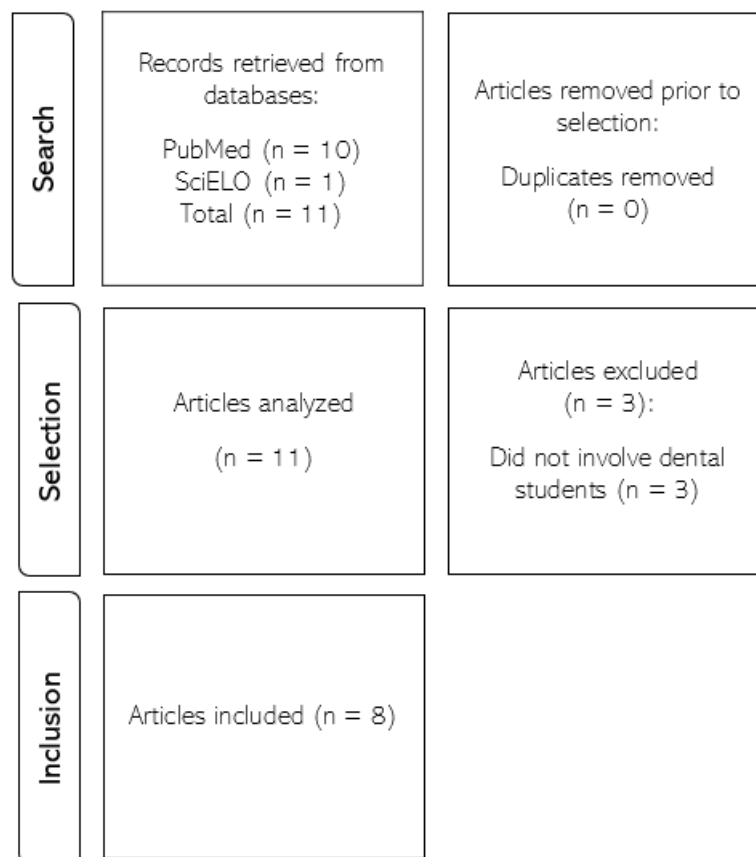 Search
Records retrieved from
databases:
PubMed (n = 10)
SciELO (n = 1)
Total (n = 11)
Articles removed prior to
selection:
Duplicates removed
(n = 0)
Selection
Articles analyzed
(n = 11)
Articles excluded
(n = 3):
Did not involve dental
students (n = 3)
Inclusion
Articles included (n = 8)